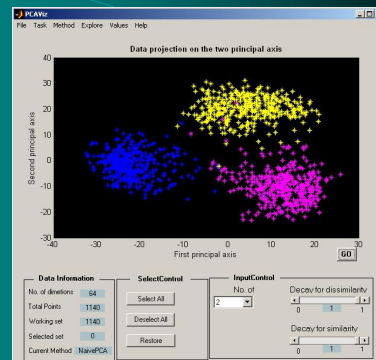 PCAViz
File Task Method Explore Values Help
Data projection on the two principal axis
40
30
20
10
0
-10
-20
-30
Second principal axis
-40 -30 -20 -10 0 10 20 30
First principal axis
GO
Data Information
No. of dimetions 64
Total Points 1140
Working set 1140
Selected set 0
Current Method NaivePCA
SelectControl
Select All
Deselect All
Restore
InputControl
No. of
2
Decay for dissimilarity
0 1 1
Decay for similarity
0 1 1